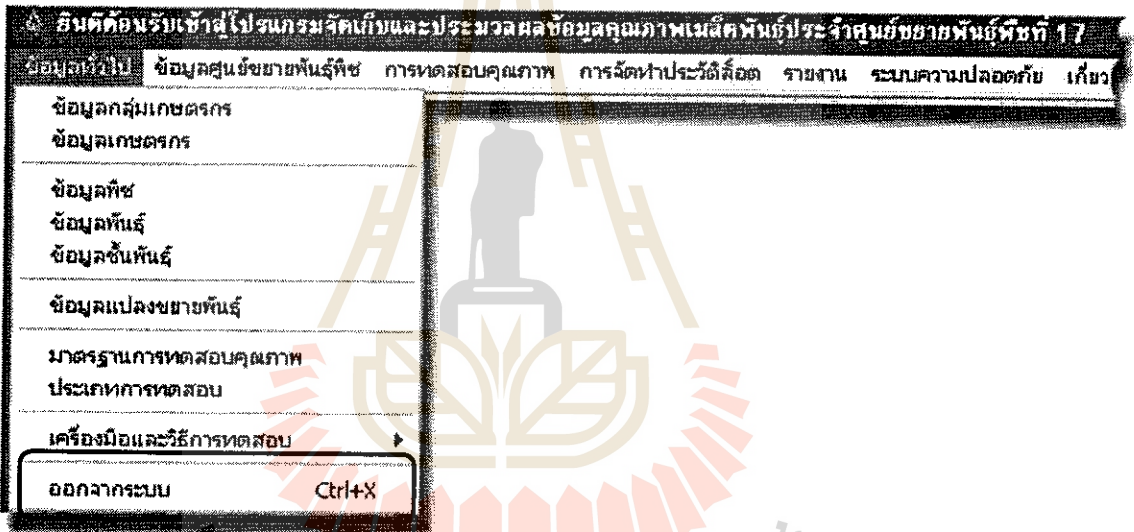 ยินดีต้อนรับเข้าสู่โปรแกรมจัดเก็บและประมวลผลข้อมูลคุณภาพเมล็ดพันธุ์ประจำศูนย์ขยายพันธุ์พืชที่ 17
ข้อมูลทั่วไป ข้อมูลศูนย์ขยายพันธุ์พืช การทดสอบคุณภาพ การจัดทำประวัติล็อต รายงาน ระบบความปลอดภัย เกี่ยว
ข้อมูลกลุ่มเกษตรกร
ข้อมูลเกษตรกร
ข้อมูลพืช
ข้อมูลพันธุ์
ข้อมูลชั้นพันธุ์
ข้อมูลแปลงขยายพันธุ์
มาตรฐานการทดสอบคุณภาพ
ประเภทการทดสอบ
เครื่องมือและวิธีการทดสอบ
ออกจากระบบ Ctrl+X